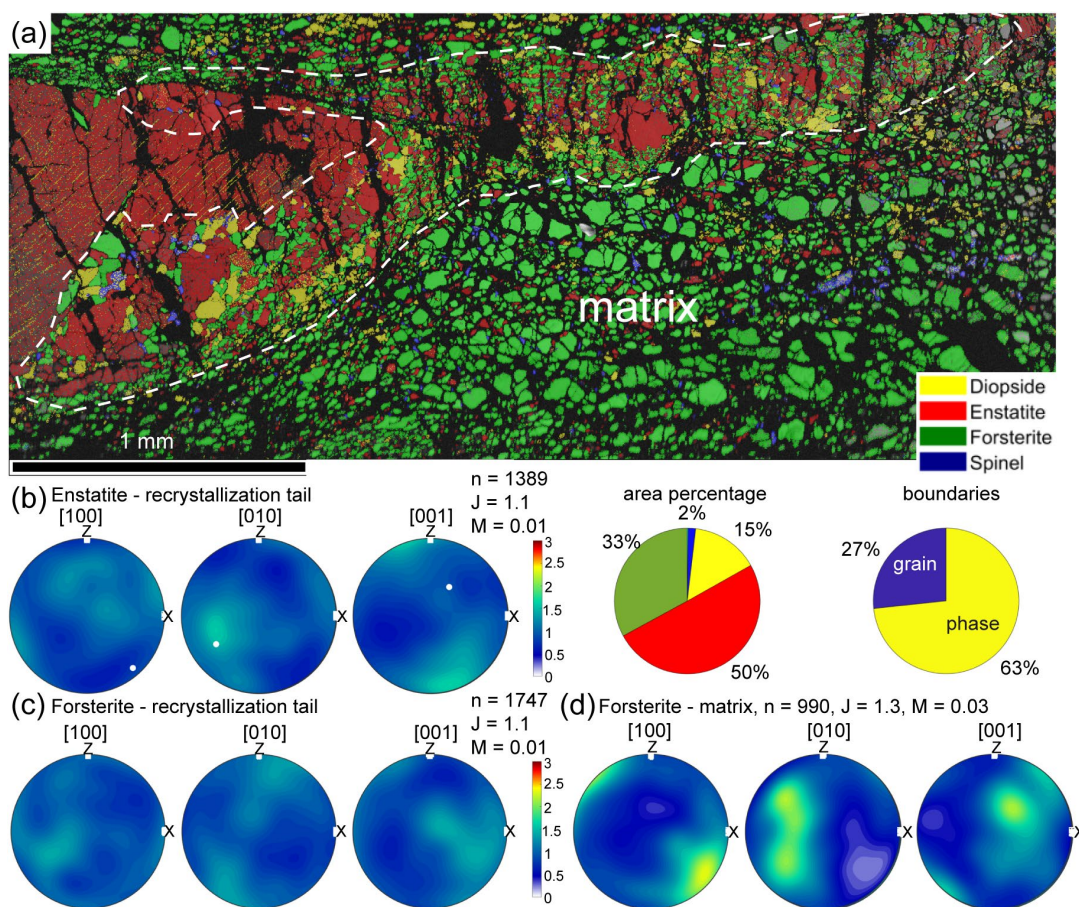 (a)
matrix
1 mm
Diopside
Enstatite
Forsterite
Spinel
(b) Enstatite - recrystallization tail
n = 1389
J = 1.1
M = 0.01
[100]
Z
[010]
Z
[001]
Z
X
3
2.5
2
1.5
1
0.5
0
area percentage
2%
15%
33%
50%
boundaries
27%
grain
phase
63%
(c) Forsterite - recrystallization tail
n = 1747
J = 1.1
M = 0.01
[100]
Z
X
[010]
Z
X
[001]
Z
X
3
2.5
2
1.5
1
0.5
0
(d) Forsterite - matrix, n = 990, J = 1.3, M = 0.03
[100]
Z
X
[010]
Z
X
[001]
Z
X